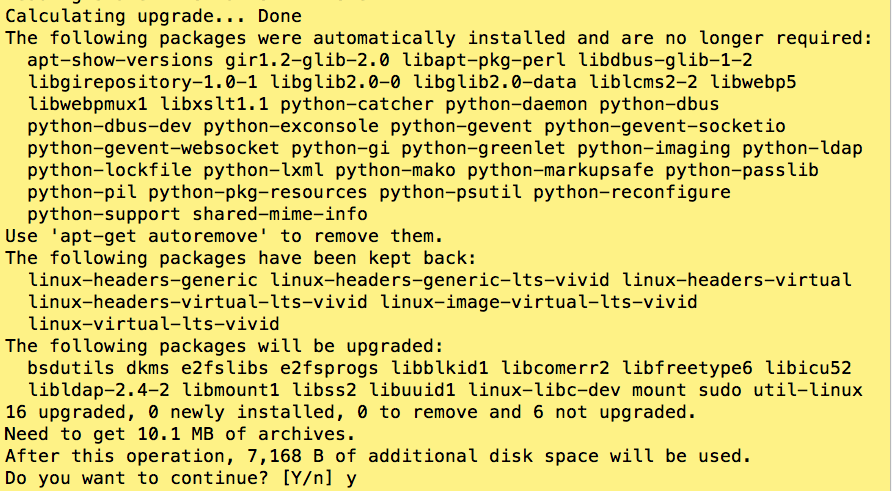 Calculating upgrade... Done
The following packages were automatically installed and are no longer required:
  apt-show-versions gir1.2-glib-2.0 libapt-pkg-perl libdbus-glib-1-2
  libgirepository-1.0-1 libglib2.0-0 libglib2.0-data liblcms2-2 libwebp5
  libwebpmux1 libxslt1.1 python-catcher python-daemon python-dbus
  python-dbus-dev python-exconsole python-gevent python-gevent-socketio
  python-gevent-websocket python-gi python-greenlet python-imaging python-ldap
  python-lockfile python-lxml python-mako python-markupsafe python-passlib
  python-pil python-pkg-resources python-psutil python-reconfigure
  python-support shared-mime-info
Use 'apt-get autoremove' to remove them.
The following packages have been kept back:
  linux-headers-generic linux-headers-generic-lts-vivid linux-headers-virtual
  linux-headers-virtual-lts-vivid linux-image-virtual-lts-vivid
  linux-virtual-lts-vivid
The following packages will be upgraded:
  bsdutils dkms e2fslibs e2fsprogs libblkid1 libcomerr2 libfreetype6 libicu52
  libldap-2.4-2 libmount1 libss2 libuuid1 linux-libc-dev mount sudo util-linux
16 upgraded, 0 newly installed, 0 to remove and 6 not upgraded.
Need to get 10.1 MB of archives.
After this operation, 7,168 B of additional disk space will be used.
Do you want to continue? [Y/n] y